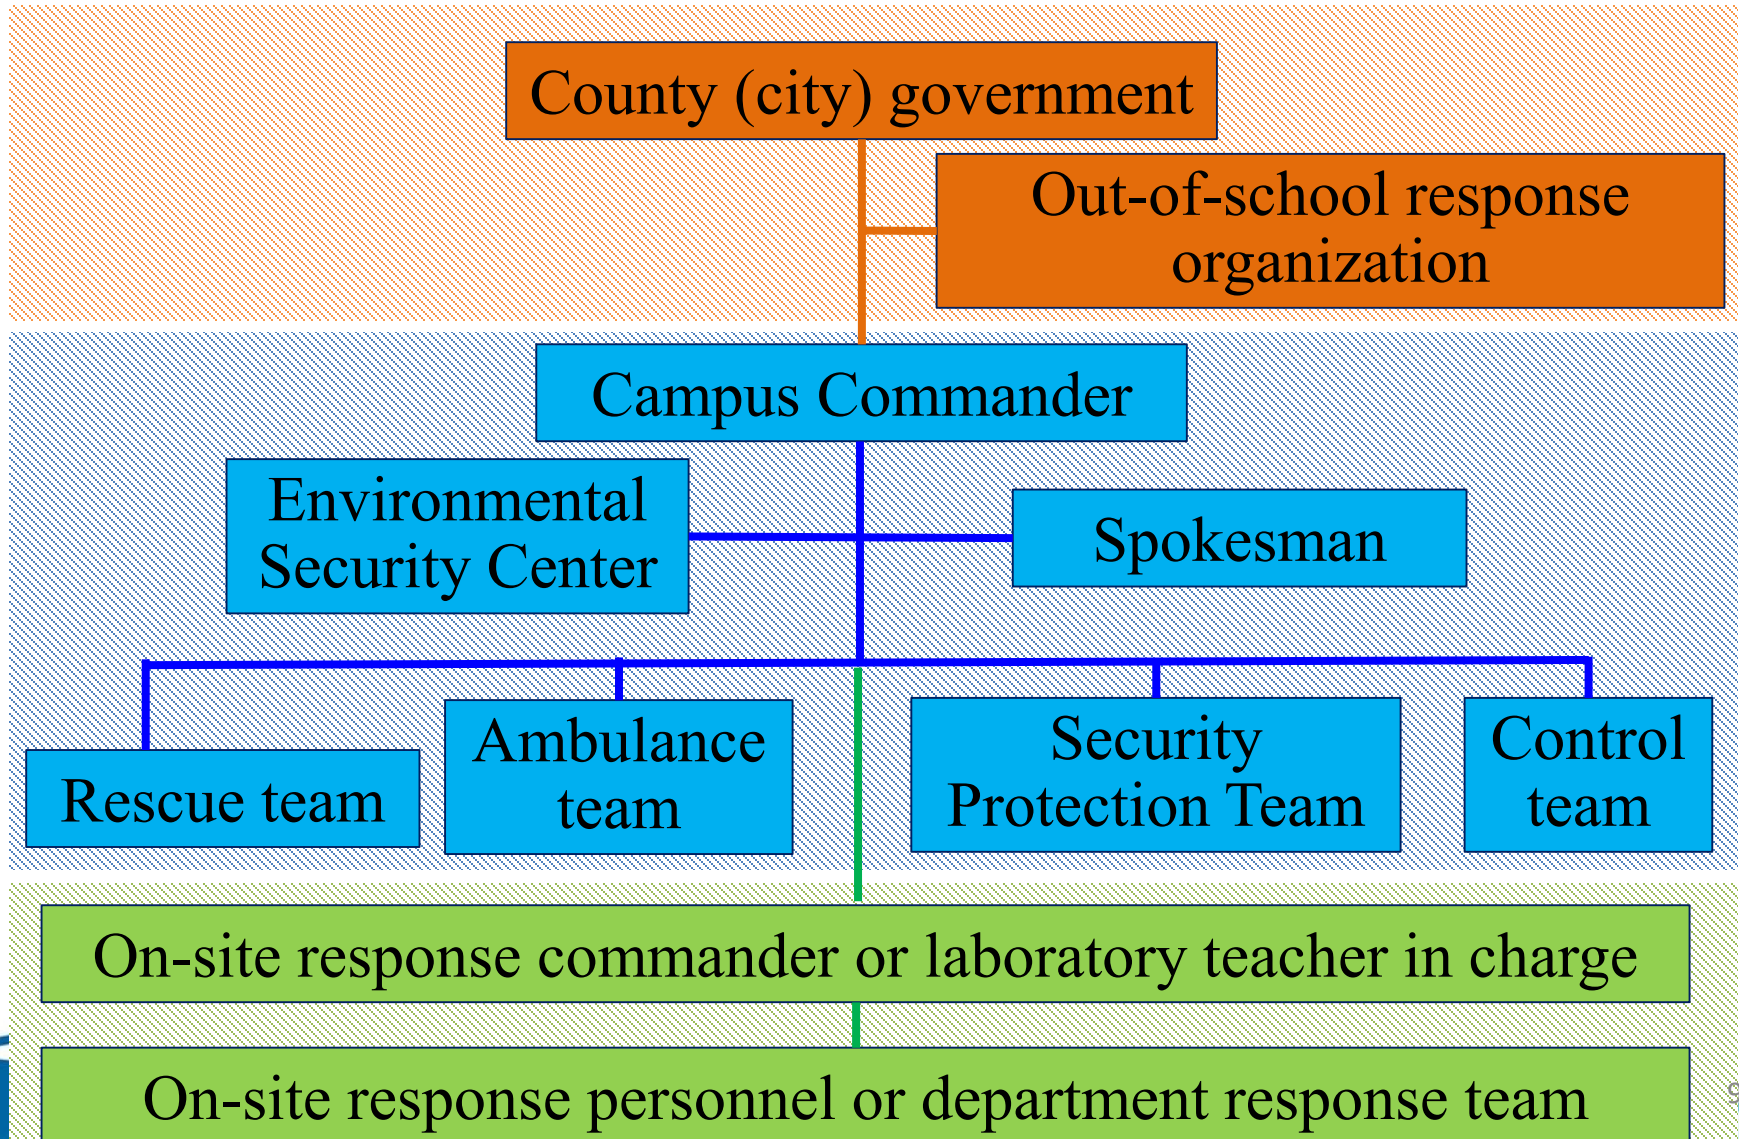 County (city) government
Out-of-school response
organization
Campus Commander
Environmental
Security Center
Spokesman
Rescue team
Ambulance
team
Security
Protection Team
Control
team
On-site response commander or laboratory teacher in charge
On-site response personnel or department response team